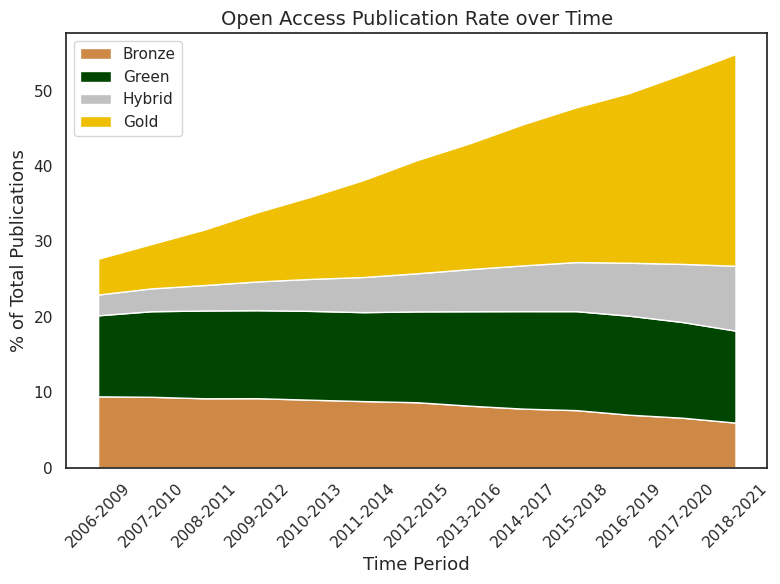 Open Access Publication Rate over Time
Bronze
Green
Hybrid
Gold
% of Total Publications
50
40
30
20
10
0
2006-2009
2007-2010
2008-2011
2009-2012
2010-2013
2011-2014
2012-2015
2013-2016
2014-2017
2015-2018
2016-2019
2017-2020
2018-2021
Time Period